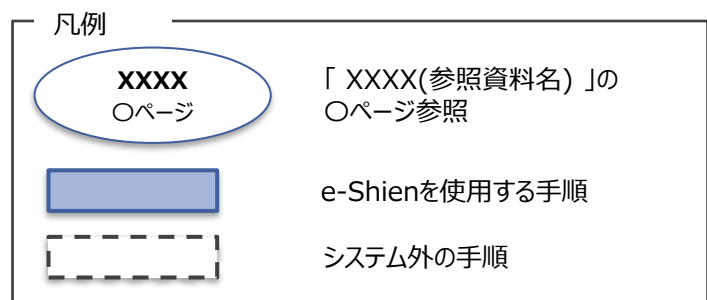 凡例
XXXX
〇ページ
「 XXXX(参照資料名) 」の
〇ページ参照
e-Shienを使用する手順
システム外の手順